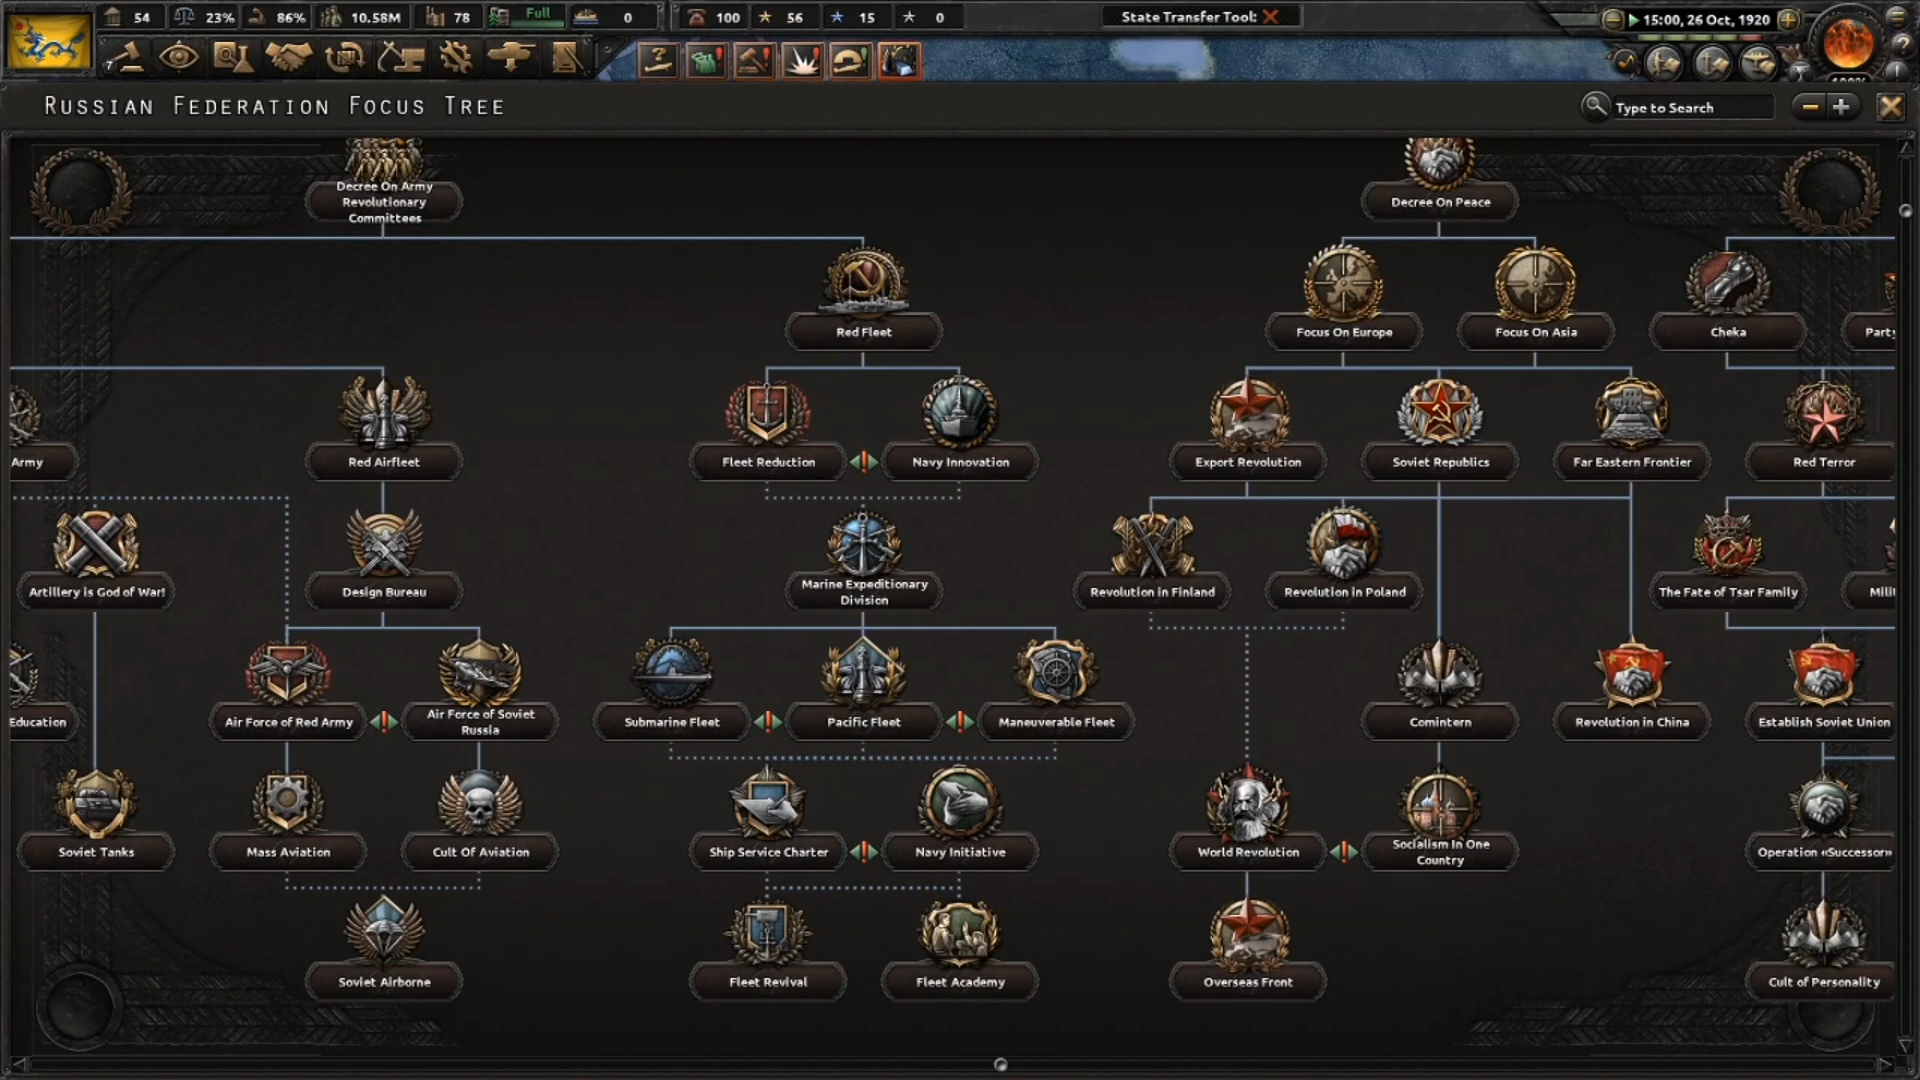 54
23%
86%
10.58M
78
Full
0
100
56
15
0
State Transfer Tool:
15:00, 26 Oct, 1920
7
Russian Federation Focus Tree
Type to Search
Decree On Army
Revolutionary
Committees
Decree On Peace
Red Fleet
Focus On Europe
Focus On Asia
Cheka
Party
Army
Red Airfleet
Fleet Reduction
Navy Innovation
Export Revolution
Soviet Republics
Far Eastern Frontier
Red Terror
Artillery is God of War!
Design Bureau
Marine Expeditionary
Division
Revolution in Finland
Revolution in Poland
The Fate of Tsar Family
Education
Air Force of Red Army
Air Force of Soviet
Russia
Submarine Fleet
Pacific Fleet
Maneuverable Fleet
Comintern
Revolution in China
Establish Soviet Union
Soviet Tanks
Mass Aviation
Cult Of Aviation
Ship Service Charter
Navy Initiative
World Revolution
Socialism In One
Country
Operation «Successor»
Soviet Airborne
Fleet Revival
Fleet Academy
Overseas Front
Cult of Personality